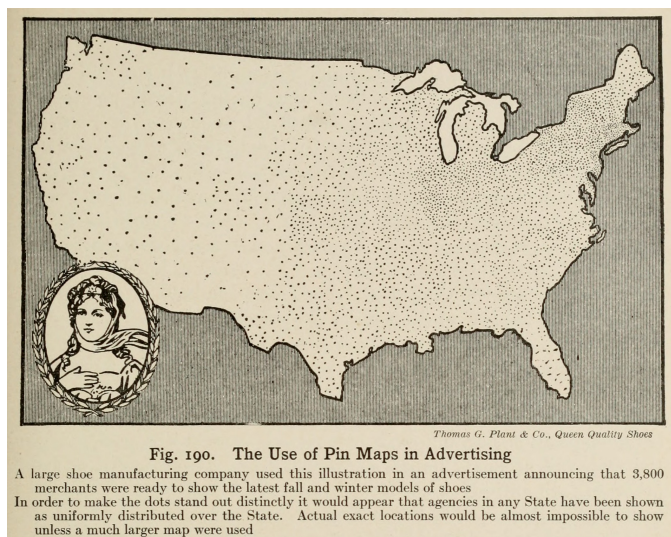 Thomas G. Plant & Co., Queen Quality Shoes
Fig. 190. The Use of Pin Maps in Advertising
A large shoe manufacturing company used this illustration in an advertisement announcing that 3,800
merchants were ready to show the latest fall and winter models of shoes
In order to make the dots stand out distinctly it would appear that agencies in any State have been shown
as uniformly distributed over the State. Actual exact locations would be almost impossible to show
unless a much larger map were used